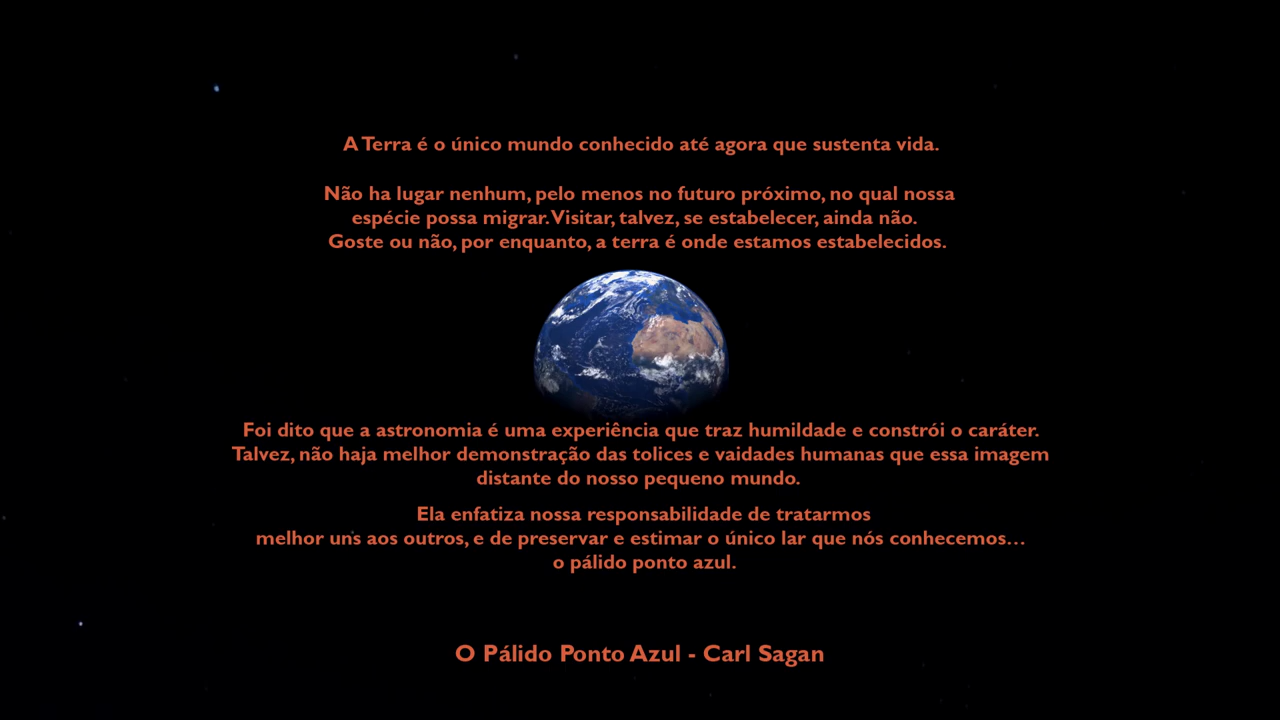 A Terra é o único mundo conhecido até agora que sustenta vida.
Não ha lugar nenhum, pelo menos no futuro próximo, no qual nossa
espécie possa migrar. Visitar, talvez, se estabelecer, ainda não.
Goste ou não, por enquanto, a terra é onde estamos estabelecidos.
Foi dito que a astronomia é uma experiência que traz humildade e constrói o caráter.
Talvez, não haja melhor demonstração das tolices e vaidades humanas que essa imagem
distante do nosso pequeno mundo.
Ela enfatiza nossa responsabilidade de tratarmos
melhor uns aos outros, e de preservar e estimar o único lar que nós conhecemos…
o pálido ponto azul.
O Pálido Ponto Azul - Carl Sagan